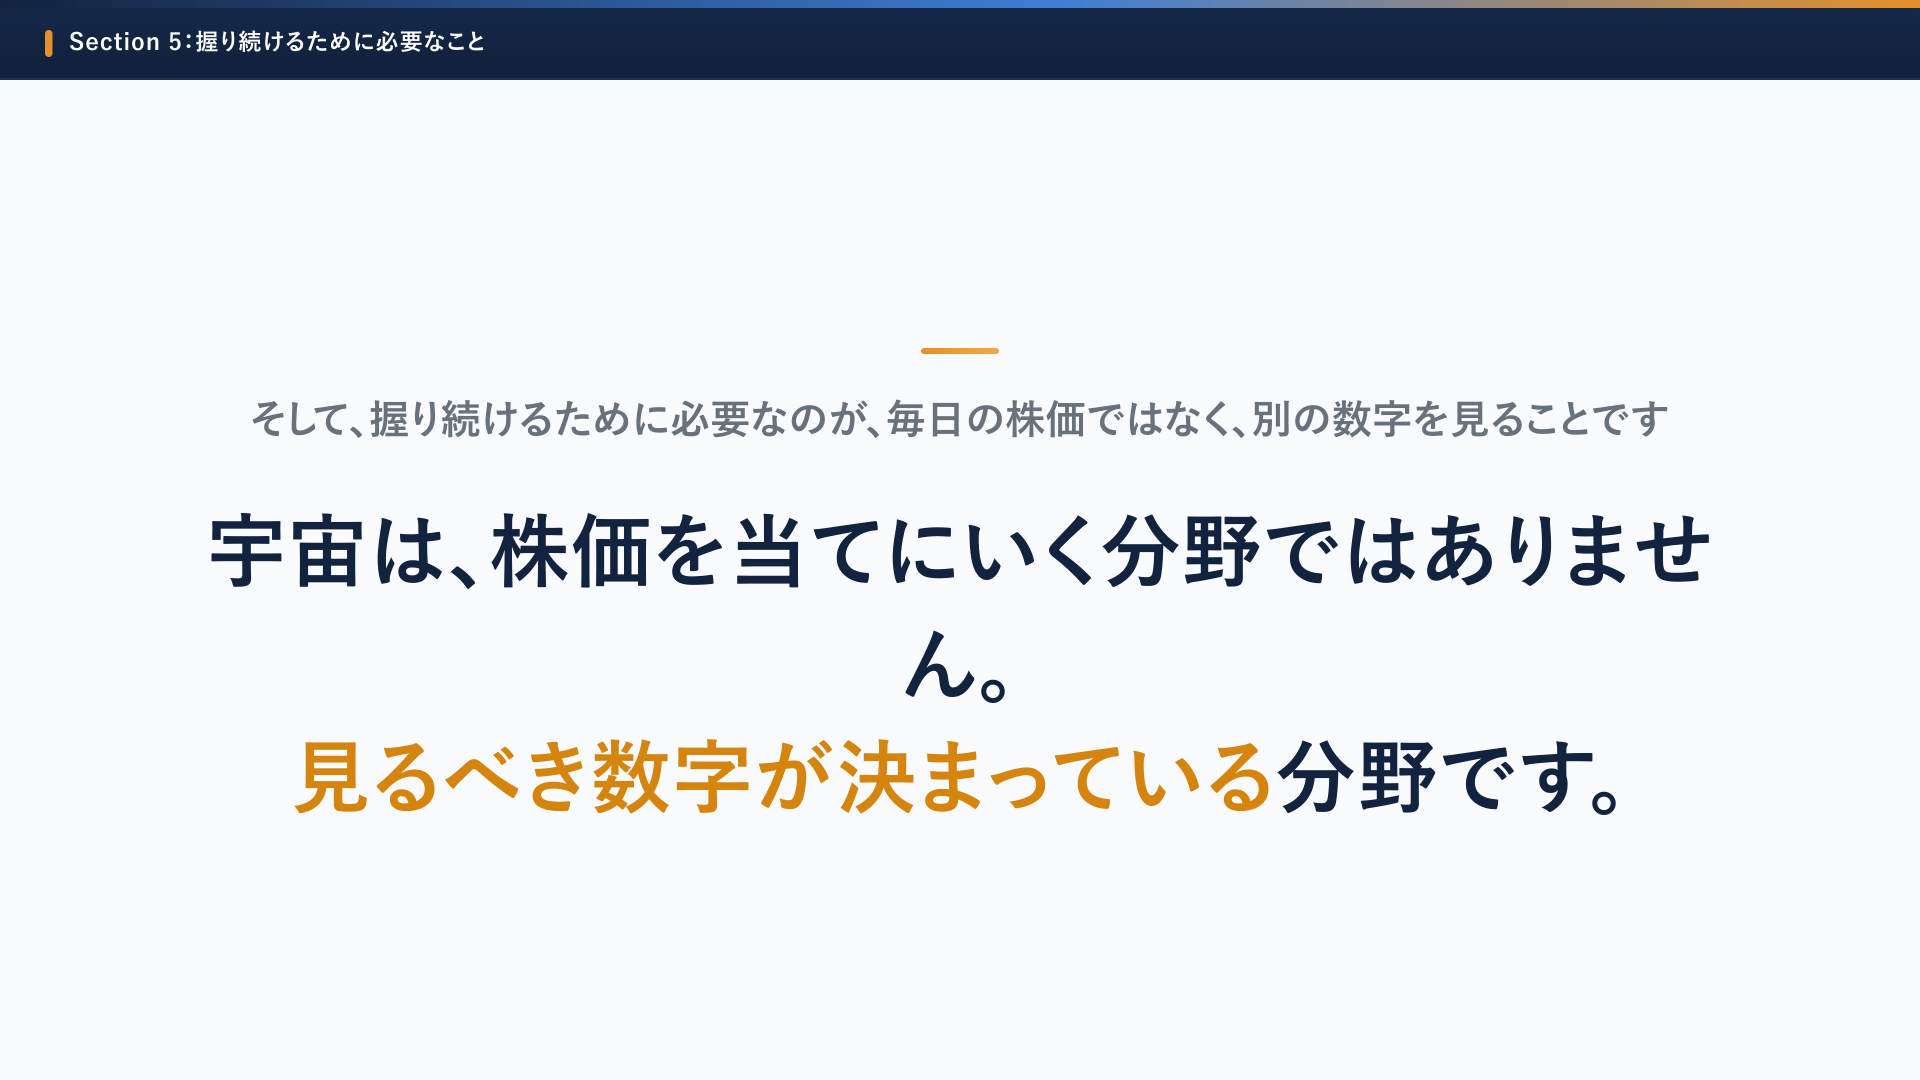 Section 5：握り続けるために必要なこと
そして、握り続けるために必要なのが、毎日の株価ではなく、別の数字を見ることです
宇宙は、株価を当てにいく分野ではありませ
ん。
見るべき数字が決まっている分野です。